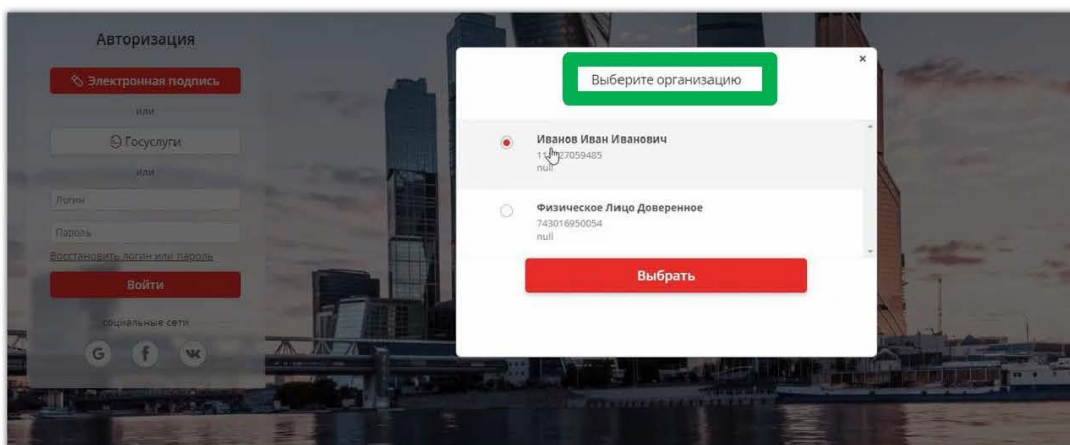 Авторизация
Электронная подпись
или
Госуслуги
или
Логин
Пароль
Восстановить логин или пароль
Войти
социальные сети
G f
Выберите организацию
×
Иванов Иван Иванович
null
Физическое Лицо Доверенное
743016950054
null
Выбрать